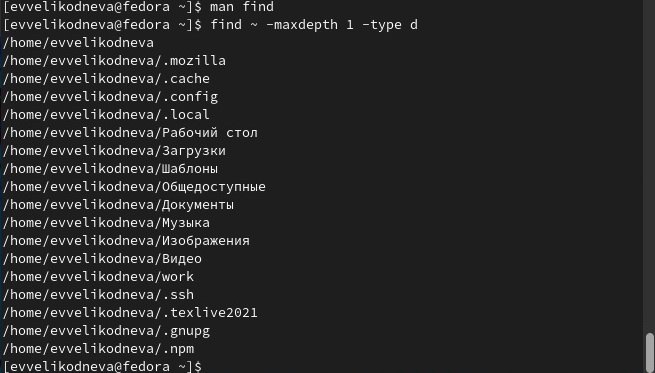 [evvelikodneva@fedora ~]$ man find
[evvelikodneva@fedora ~]$ find ~ -maxdepth 1 -type d
/home/evvelikodneva
/home/evvelikodneva/.mozilla
/home/evvelikodneva/.cache
/home/evvelikodneva/.config
/home/evvelikodneva/.local
/home/evvelikodneva/Рабочий стол
/home/evvelikodneva/Загрузки
/home/evvelikodneva/Шаблоны
/home/evvelikodneva/Общедоступные
/home/evvelikodneva/Документы
/home/evvelikodneva/Музыка
/home/evvelikodneva/Изображения
/home/evvelikodneva/Видео
/home/evvelikodneva/work
/home/evvelikodneva/.ssh
/home/evvelikodneva/.texlive2021
/home/evvelikodneva/.gnupg
/home/evvelikodneva/.npm
[evvelikodneva@fedora ~]$